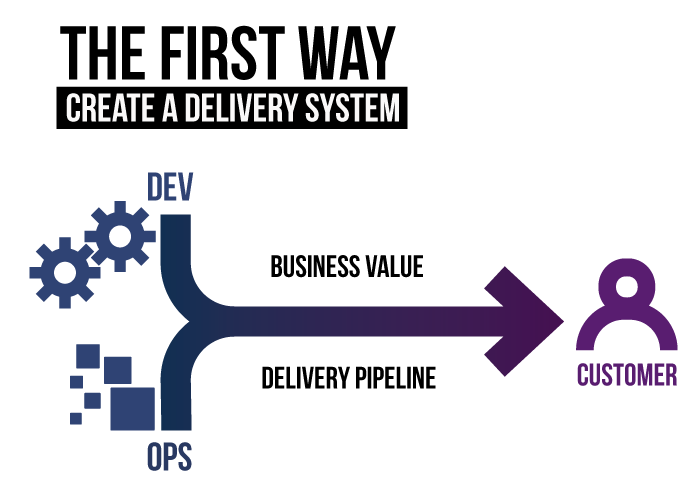 THE FIRST WAY
CREATE A DELIVERY SYSTEM
DEV
BUSINESS VALUE
DELIVERY PIPELINE
CUSTOMER
OPS